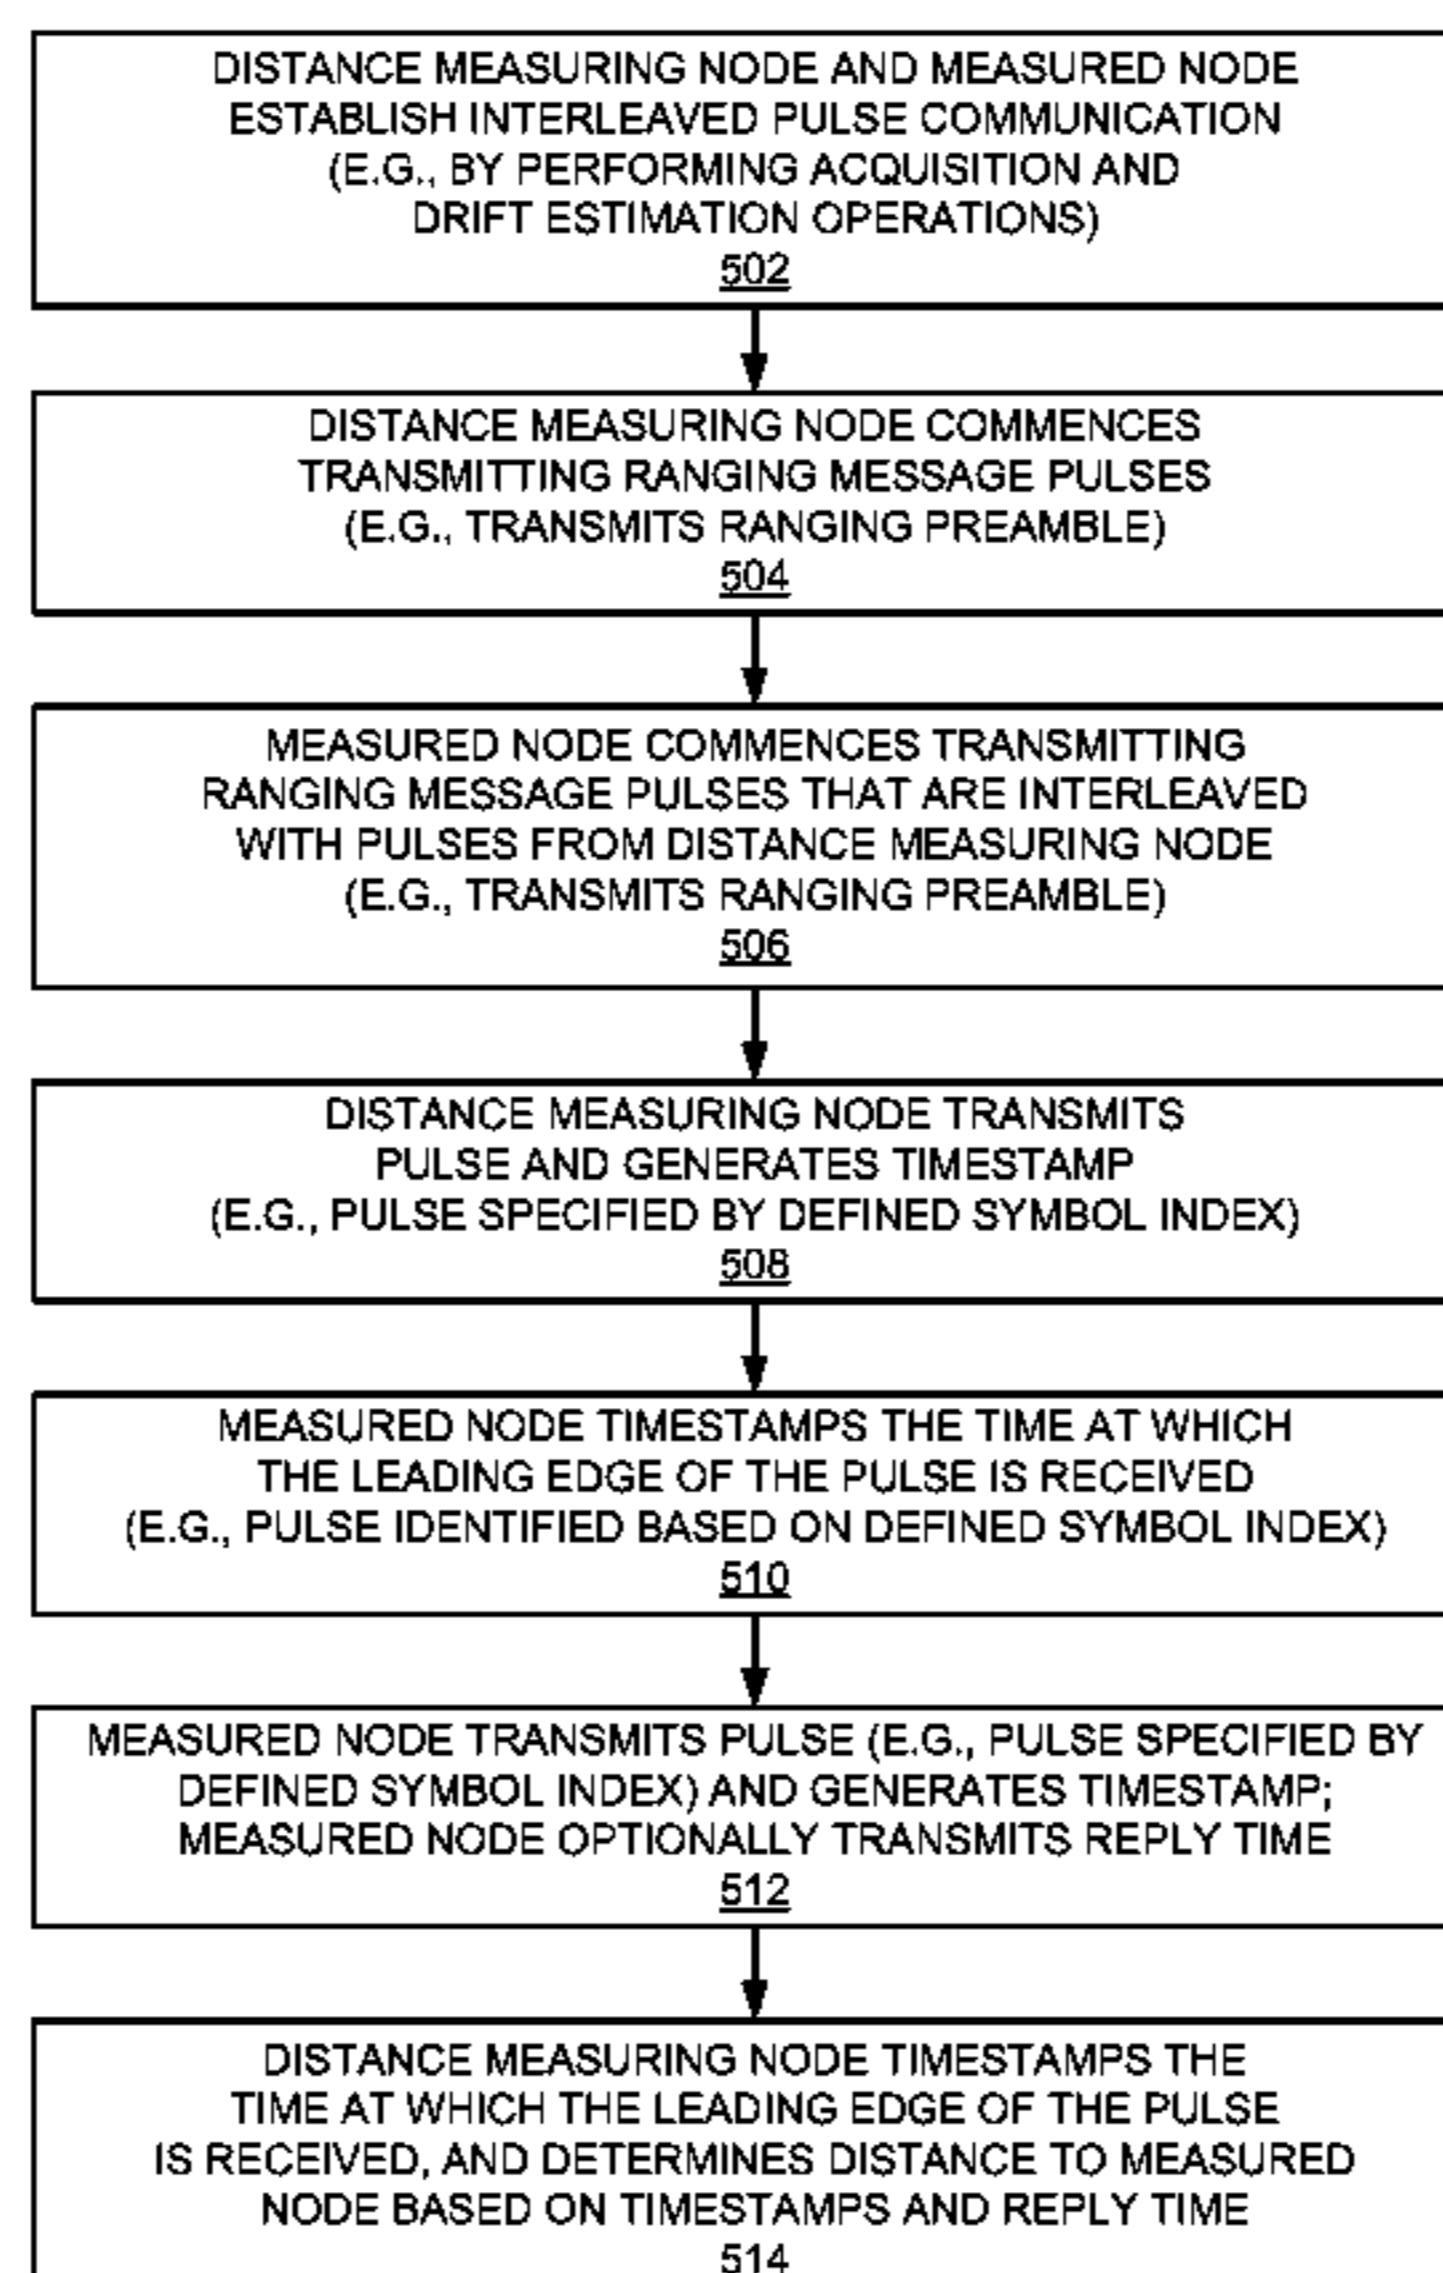 DISTANCE MEASURING NODE AND MEASURED NODE
ESTABLISH INTERLEAVED PULSE COMMUNICATION
(E.G., BY PERFORMING ACQUISITION AND
DRIFT ESTIMATION OPERATIONS)
502
DISTANCE MEASURING NODE COMMENCES
TRANSMITTING RANGING MESSAGE PULSES
(E.G., TRANSMITS RANGING PREAMBLE)
504
MEASURED NODE COMMENCES TRANSMITTING
RANGING MESSAGE PULSES THAT ARE INTERLEAVED
WITH PULSES FROM DISTANCE MEASURING NODE
(E.G., TRANSMITS RANGING PREAMBLE)
506
DISTANCE MEASURING NODE TRANSMITS
PULSE AND GENERATES TIMESTAMP
(E.G., PULSE SPECIFIED BY DEFINED SYMBOL INDEX)
508
MEASURED NODE TIMESTAMPS THE TIME AT WHICH
THE LEADING EDGE OF THE PULSE IS RECEIVED
(E.G., PULSE IDENTIFIED BASED ON DEFINED SYMBOL INDEX)
510
MEASURED NODE TRANSMITS PULSE (E.G., PULSE SPECIFIED BY
DEFINED SYMBOL INDEX) AND GENERATES TIMESTAMP;
MEASURED NODE OPTIONALLY TRANSMITS REPLY TIME
512
DISTANCE MEASURING NODE TIMESTAMPS THE
TIME AT WHICH THE LEADING EDGE OF THE PULSE
IS RECEIVED, AND DETERMINES DISTANCE TO MEASURED
NODE BASED ON TIMESTAMPS AND REPLY TIME
514